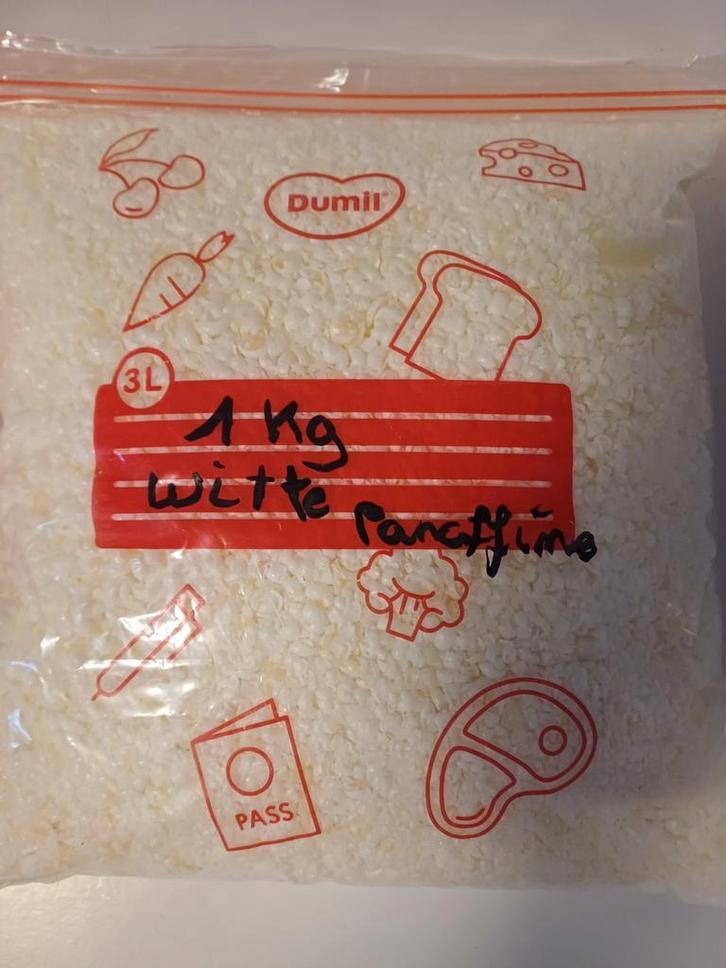 Dumil
3L
1 Kg
witte
Paraffine
PASS